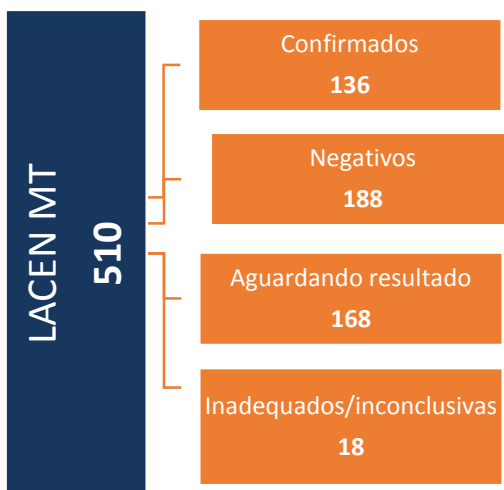 LACEN MT
510
Confirmados
136
Negativos
188
Aguardando resultado
168
Inadequados/inconclusivas
18